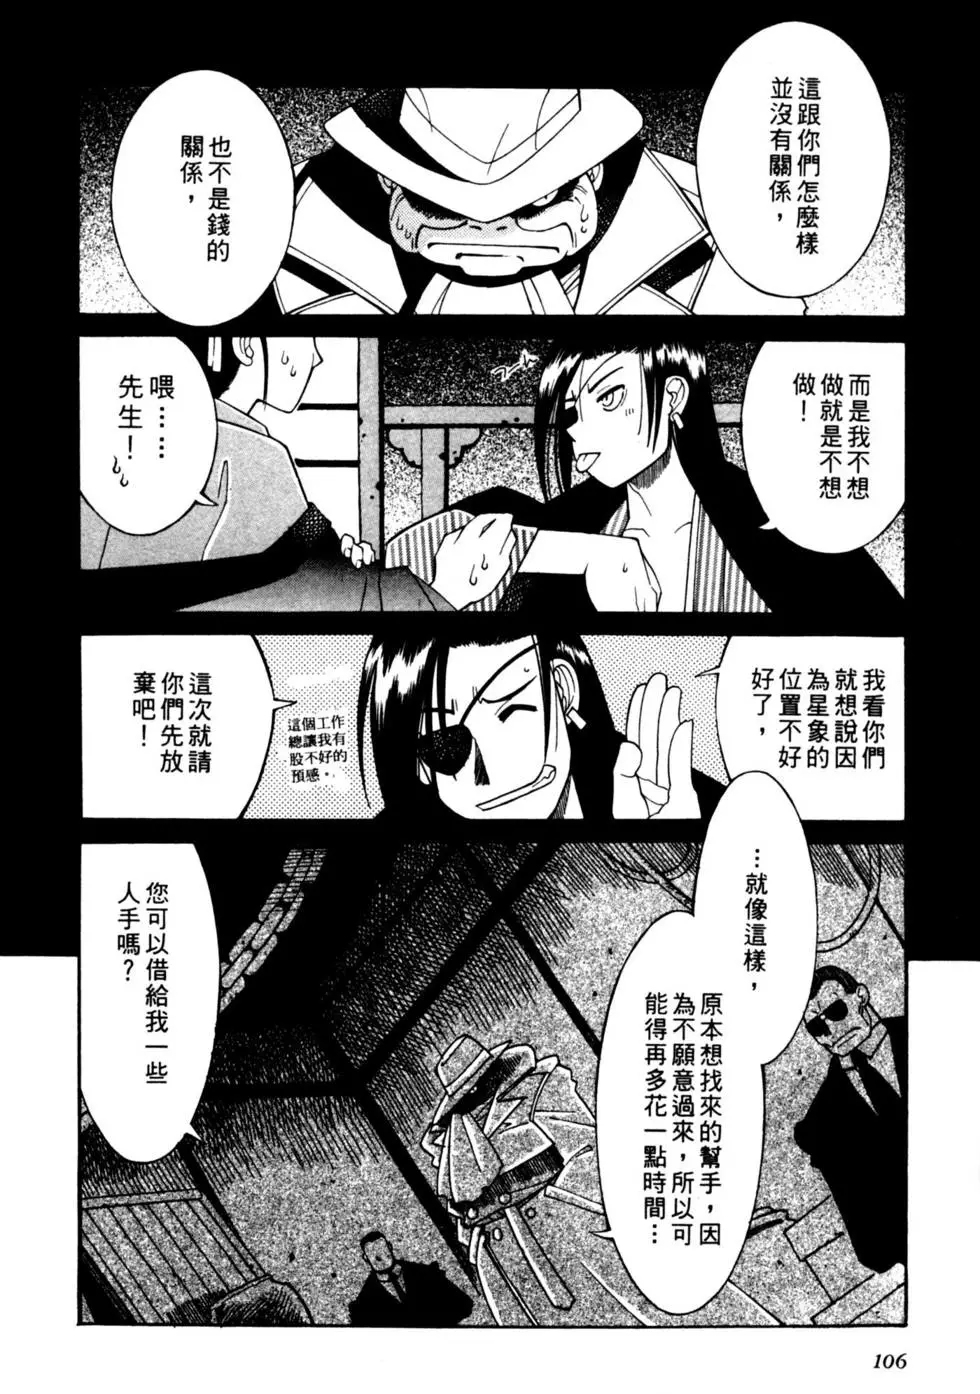 這跟你們怎麼樣
並沒有關係，
也不是錢的
關係，
而是我不想
做就是不想
做！
喂……
先生！
我看你們
就想說因
為星象的
位置不好
好了，
這個工作
總讓我有
股不好的
預感。
這次就請
你們先放
棄吧！
…就像這樣，
原本想找來的幫手，因
為不願意過來，所以可
能得再多花一點時間…
您可以借給我一些
人手嗎？
106